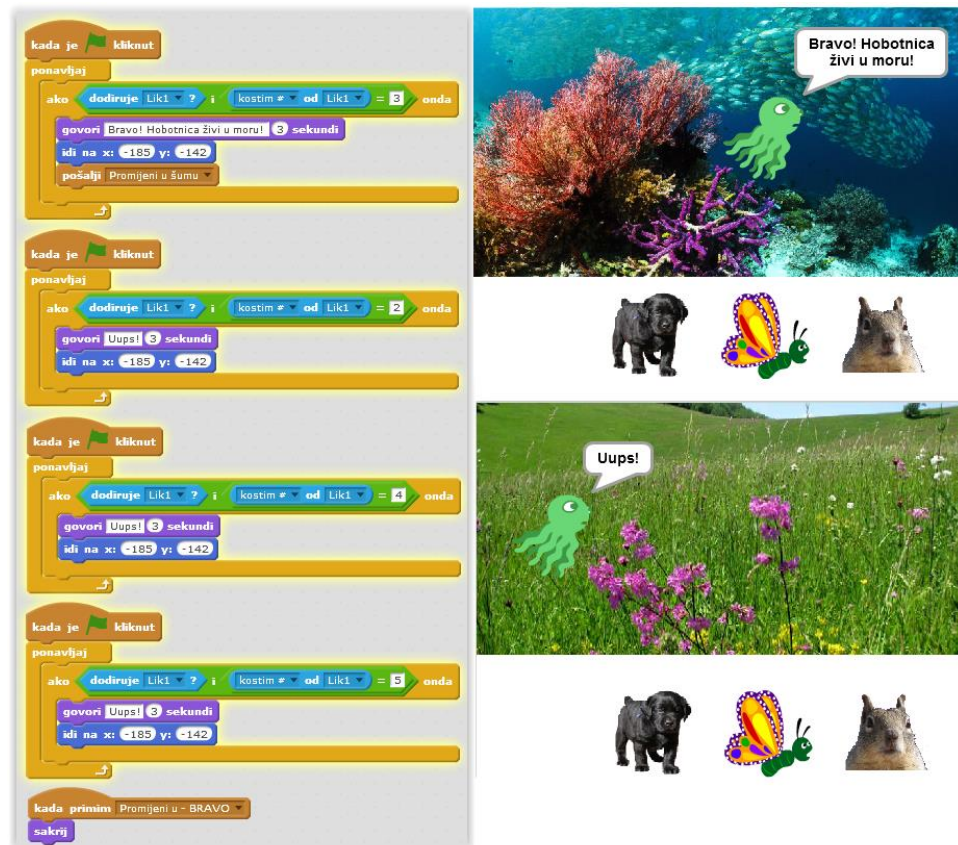 kada je kliknut
ponavljaj
ako dodiruje Lik1 ? i kostim # od Lik1 = 3 onda
govori Bravo! Hobotnica živi u moru! 3 sekundi
idi na x: -185 y: -142
pošalji Promijeni u šumu
kada je kliknut
ponavljaj
ako dodiruje Lik1 ? i kostim # od Lik1 = 2 onda
govori Uups! 3 sekundi
idi na x: -185 y: -142
kada je kliknut
ponavljaj
ako dodiruje Lik1 ? i kostim # od Lik1 = 4 onda
govori Uups! 3 sekundi
idi na x: -185 y: -142
kada je kliknut
ponavljaj
ako dodiruje Lik1 ? i kostim # od Lik1 = 5 onda
govori Uups! 3 sekundi
idi na x: -185 y: -142
kada primim Promijeni u - BRAVO
sakrij
Bravo! Hobotnica
živi u moru!
Uups!